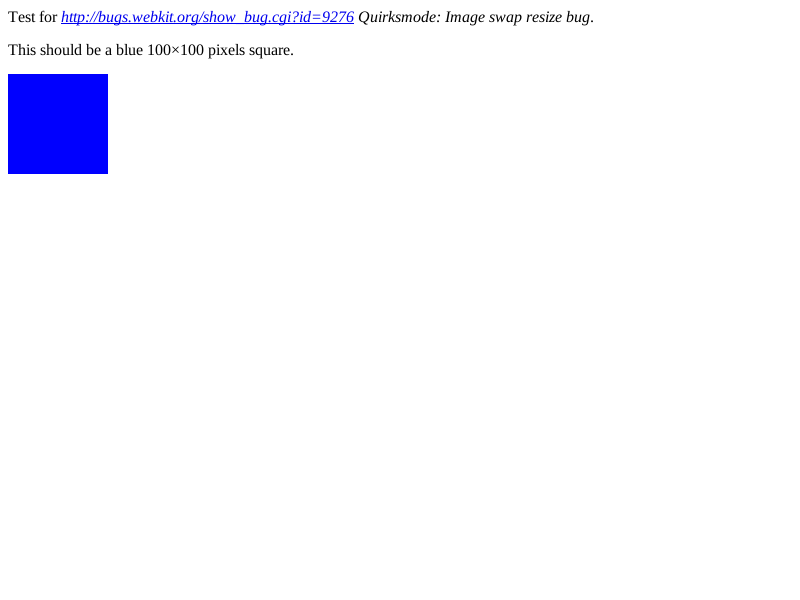 Test for http://bugs.webkit.org/show_bug.cgi?id=9276 Quirksmode: Image swap resize bug.
This should be a blue 100×100 pixels square.